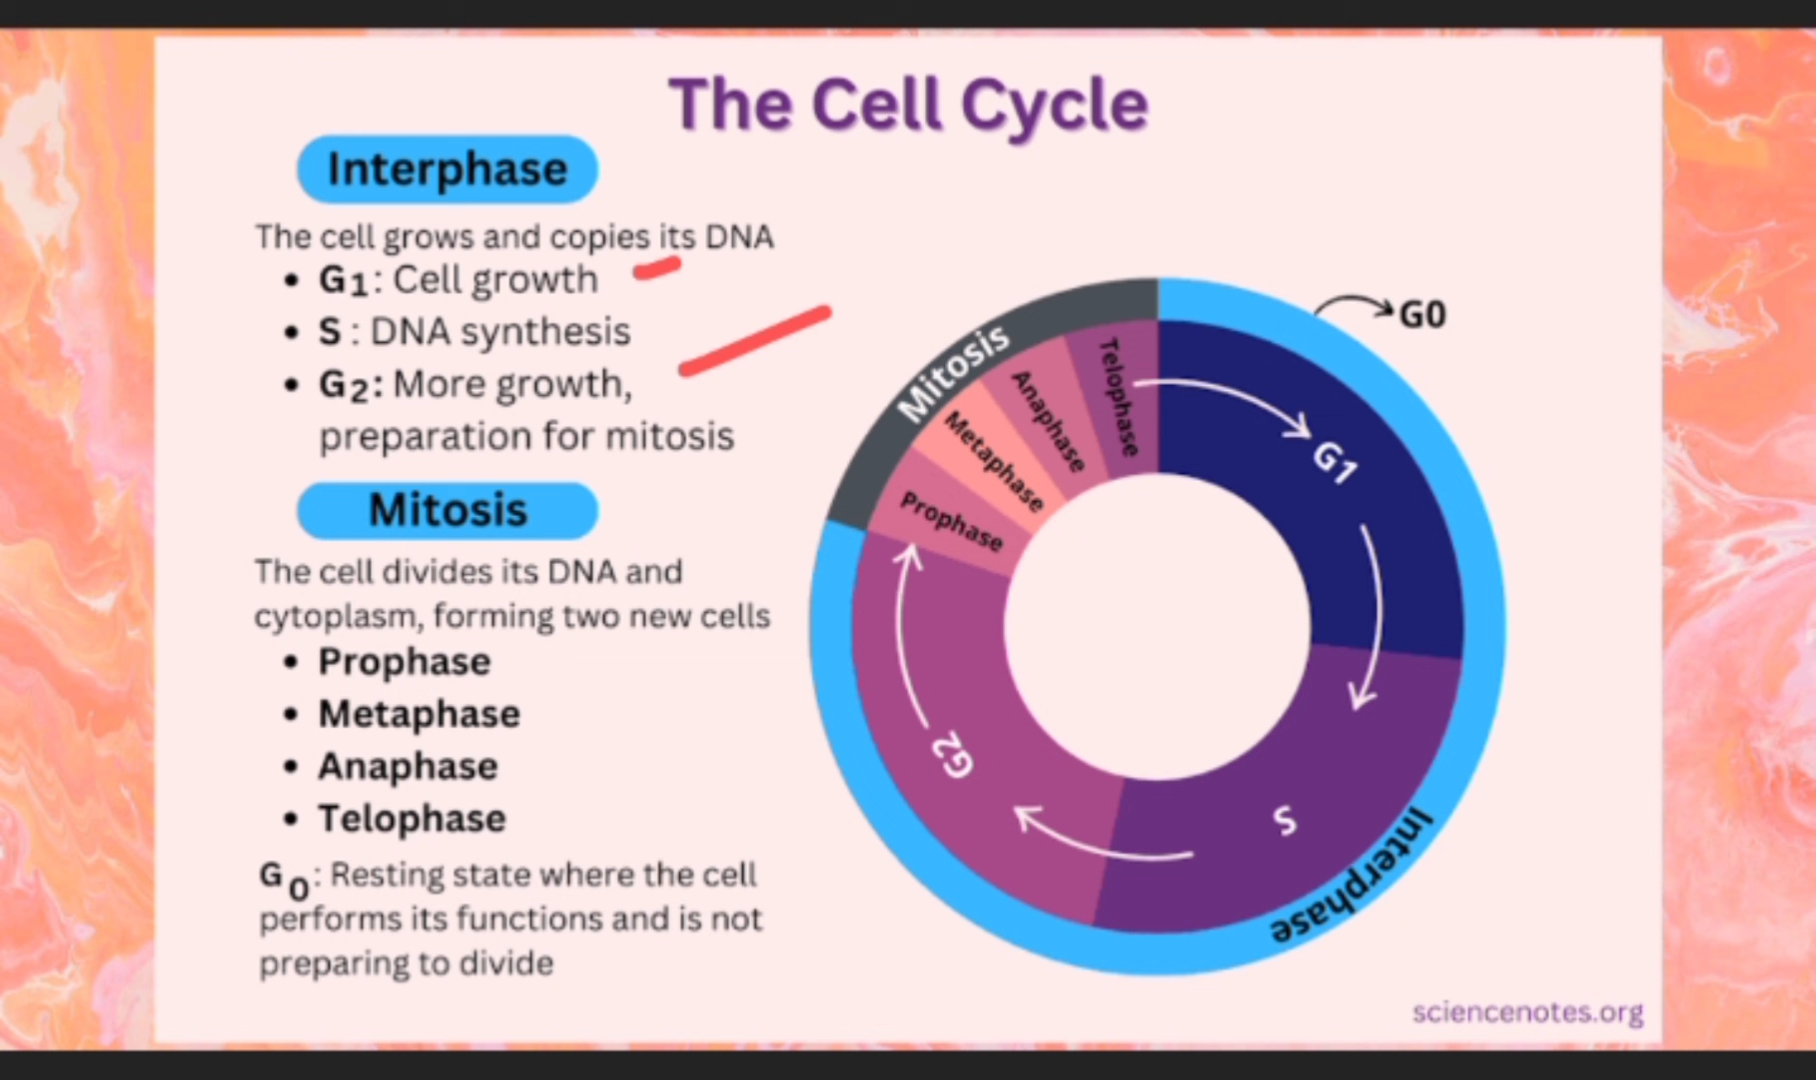 The Cell Cycle
Interphase
The cell grows and copies its DNA
• G1: Cell growth
• S : DNA synthesis
• G2: More growth,
preparation for mitosis
Mitosis
The cell divides its DNA and
cytoplasm, forming two new cells
• Prophase
• Metaphase
• Anaphase
• Telophase
G0: Resting state where the cell
performs its functions and is not
preparing to divide
G0
Mitosis
Telophase
Anaphase
Metaphase
Prophase
G1
G2
S
Interphase
sciencenotes.org